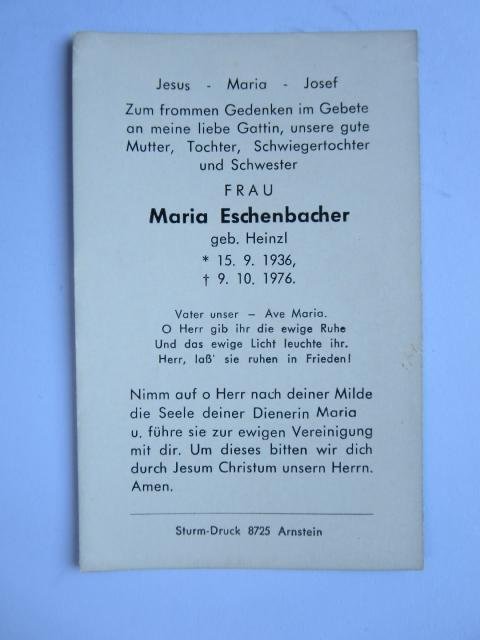 Jesus - Maria - Josef
Zum frommen Gedenken im Gebete
an meine liebe Gattin, unsere gute
Mutter, Tochter, Schwiegertochter
und Schwester
FRAU
Maria Eschenbacher
geb. Heinzl
* 15. 9. 1936,
† 9. 10. 1976.
Vater unser – Ave Maria.
O Herr gib ihr die ewige Ruhe
Und das ewige Licht leuchte ihr.
Herr, laß' sie ruhen in Frieden!
Nimm auf o Herr nach deiner Milde
die Seele deiner Dienerin Maria
u. führe sie zur ewigen Vereinigung
mit dir. Um dieses bitten wir dich
durch Jesum Christum unsern Herrn.
Amen.
Sturm-Druck 8725 Arnstein